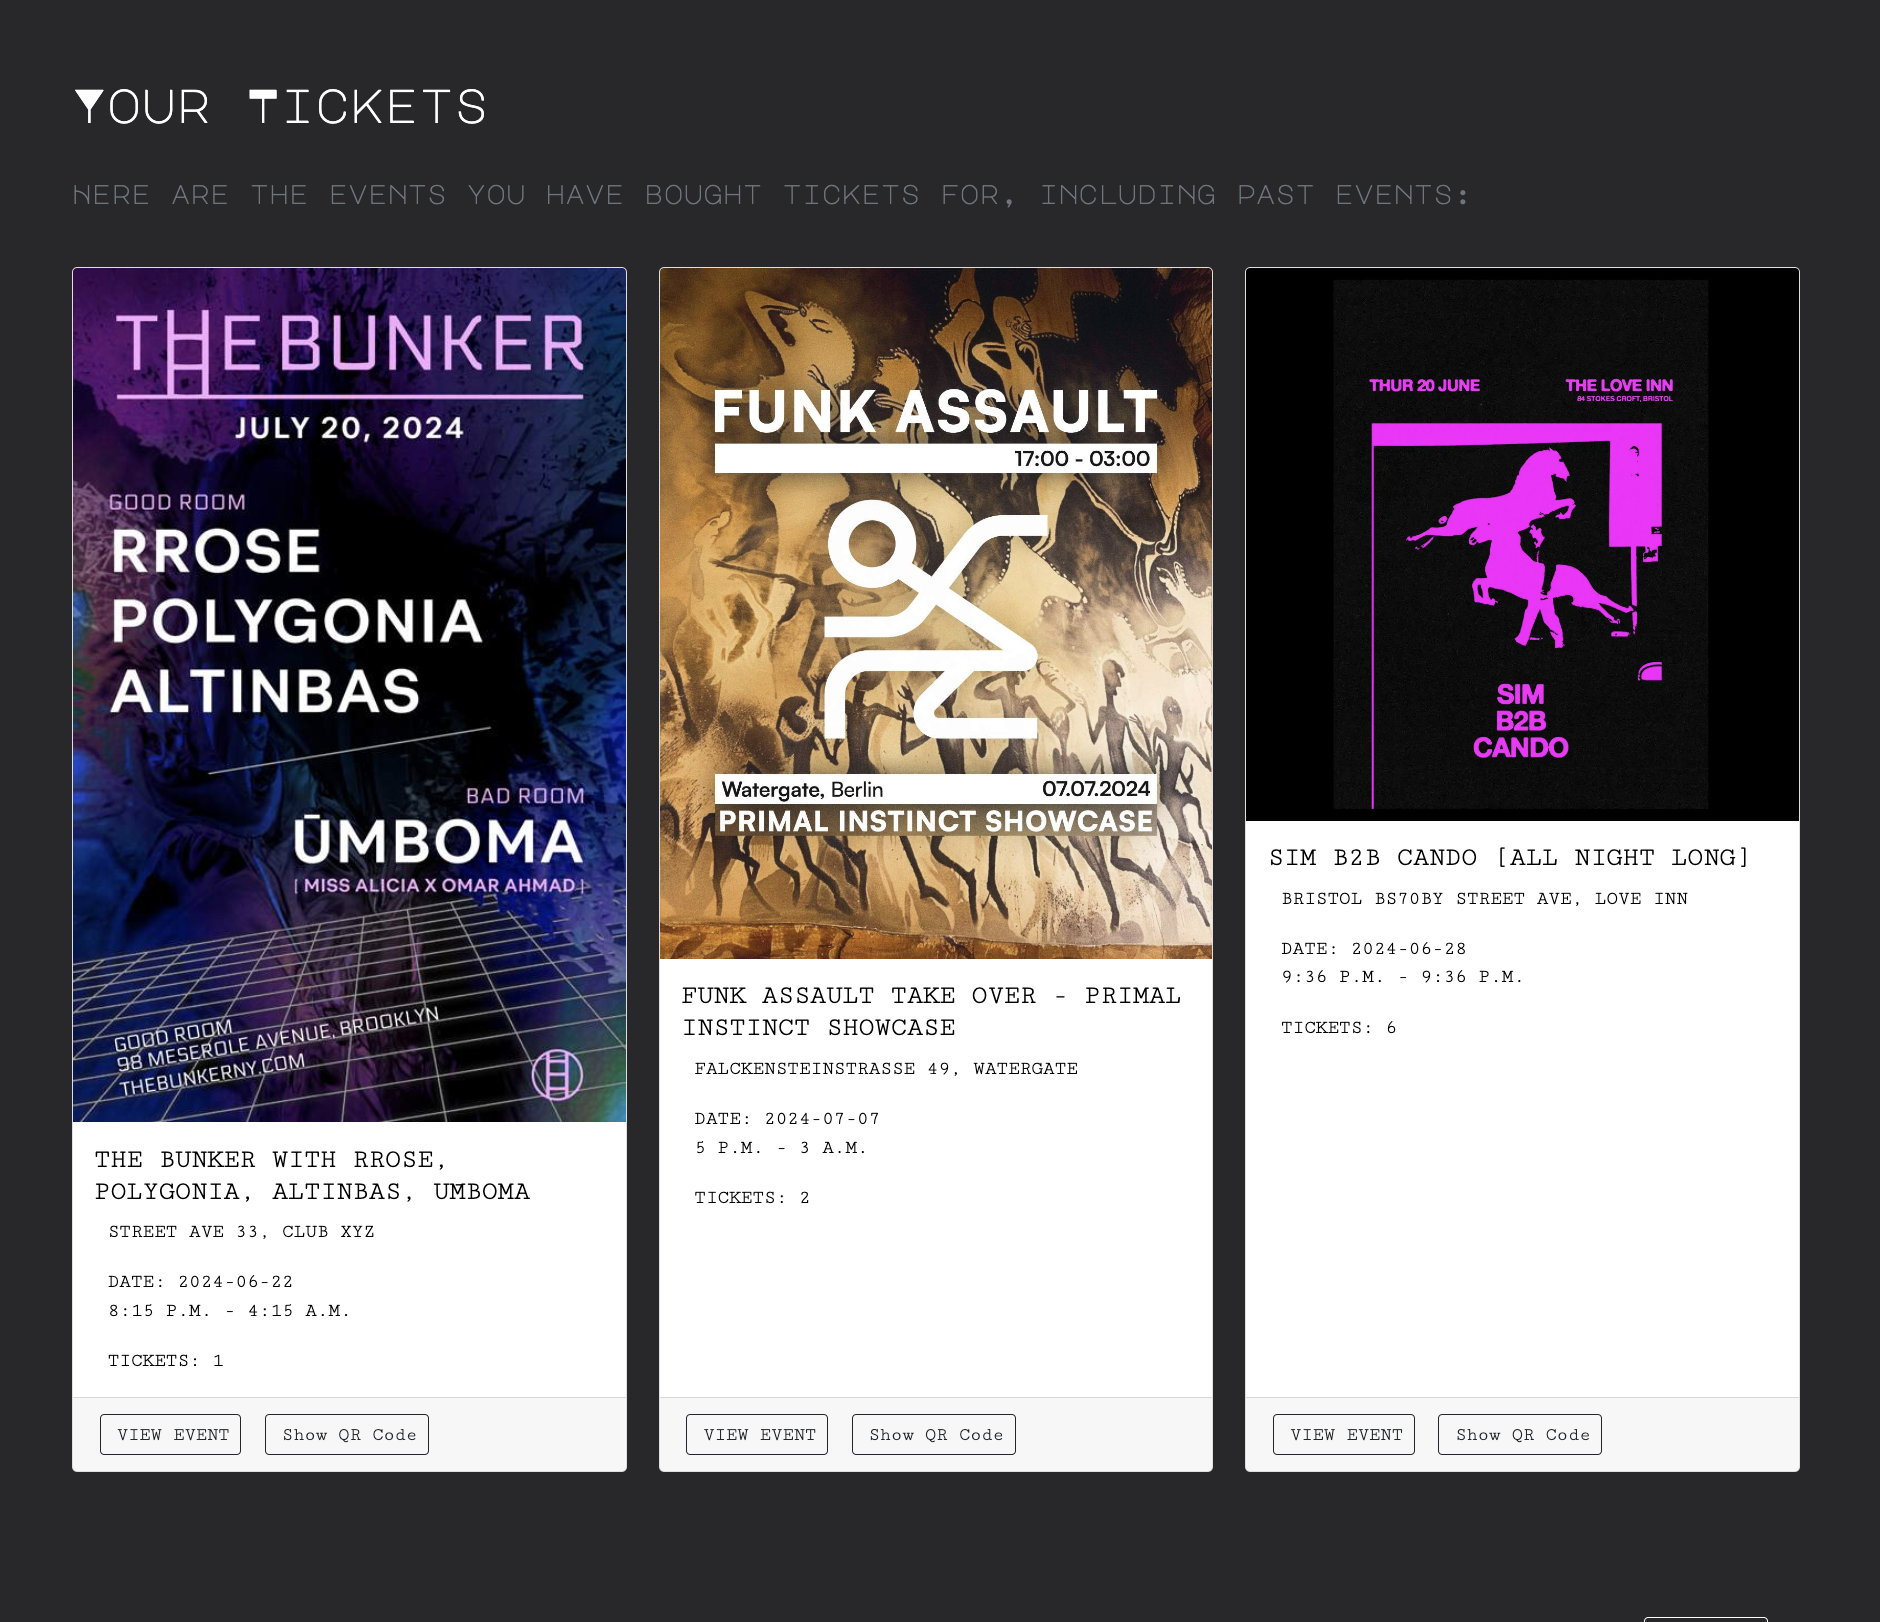 Your Tickets
Here are the events you have bought tickets for, including past events:
THE BUNKER
JULY 20, 2024
GOOD ROOM
RROSE
POLYGONIA
ALTINBAS
BAD ROOM
ŪMBOMA
[ MISS ALICIA X OMAR AHMAD ]
GOOD ROOM
98 MESEROLE AVENUE, BROOKLYN
THEBUNKERNY.COM
THE BUNKER WITH RROSE,
POLYGONIA, ALTINBAS, UMBOMA
STREET AVE 33, CLUB XYZ
DATE: 2024-06-22
8:15 P.M. - 4:15 A.M.
TICKETS: 1
VIEW EVENT
Show QR Code
FUNK ASSAULT
17:00 - 03:00
Watergate, Berlin
07.07.2024
PRIMAL INSTINCT SHOWCASE
FUNK ASSAULT TAKE OVER - PRIMAL
INSTINCT SHOWCASE
FALCKENSTEINSTRASSE 49, WATERGATE
DATE: 2024-07-07
5 P.M. - 3 A.M.
TICKETS: 2
VIEW EVENT
Show QR Code
THUR 20 JUNE
THE LOVE INN
84 STOKES CROFT, BRISTOL
SIM
B2B
CANDO
SIM B2B CANDO [ALL NIGHT LONG]
BRISTOL BS70BY STREET AVE, LOVE INN
DATE: 2024-06-28
9:36 P.M. - 9:36 P.M.
TICKETS: 6
VIEW EVENT
Show QR Code